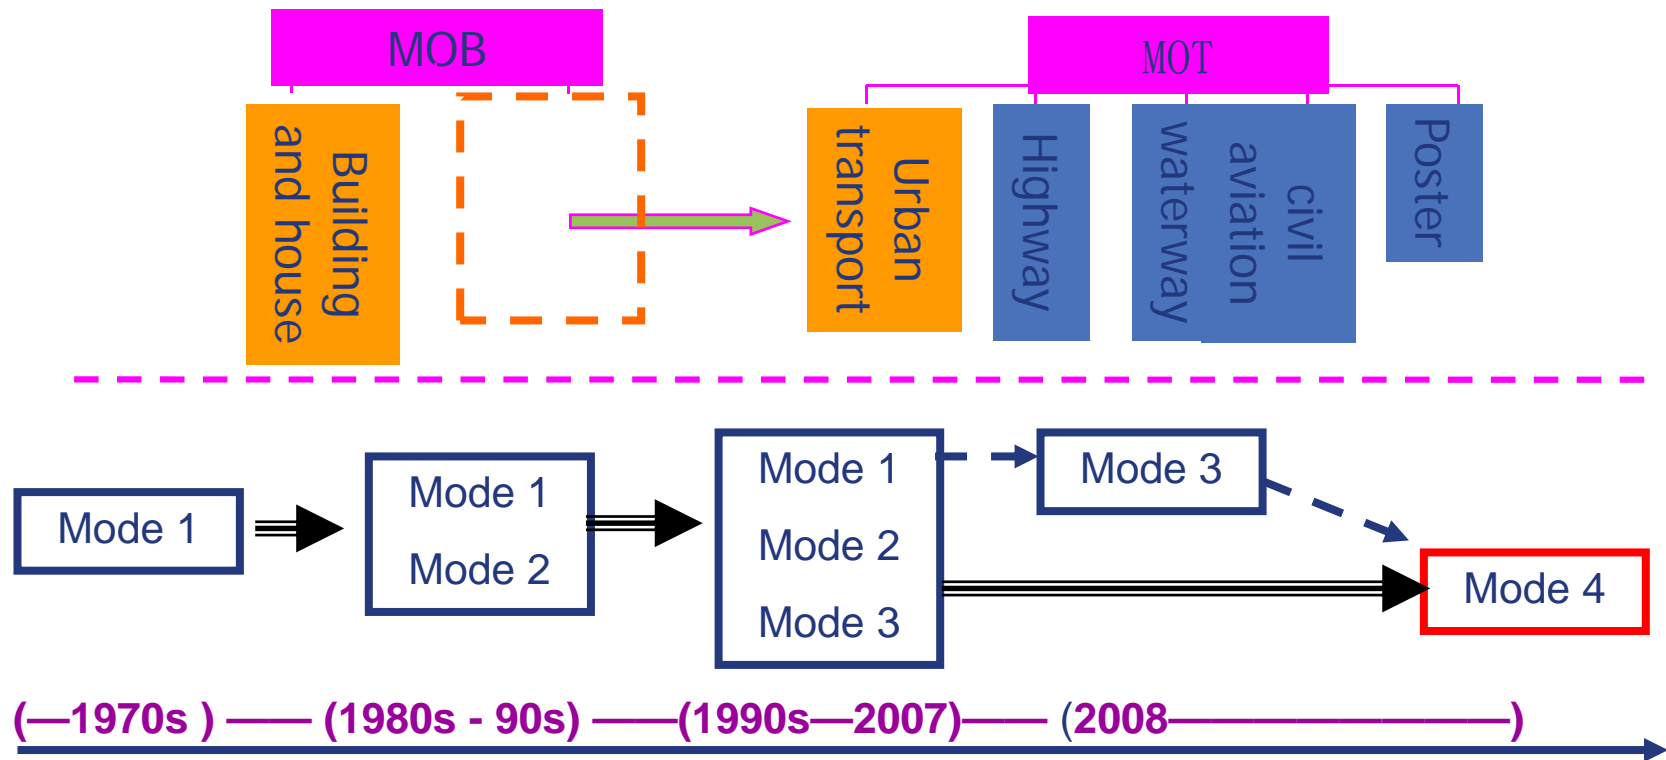 MOB
MOT
Building
and house
Urban
transport
Highway
waterway
civil
aviation
Poster
Mode 1
Mode 1
Mode 2
Mode 1
Mode 2
Mode 3
Mode 3
Mode 4
(—1970s ) —— (1980s - 90s) ——(1990s—2007)—— (2008————————)